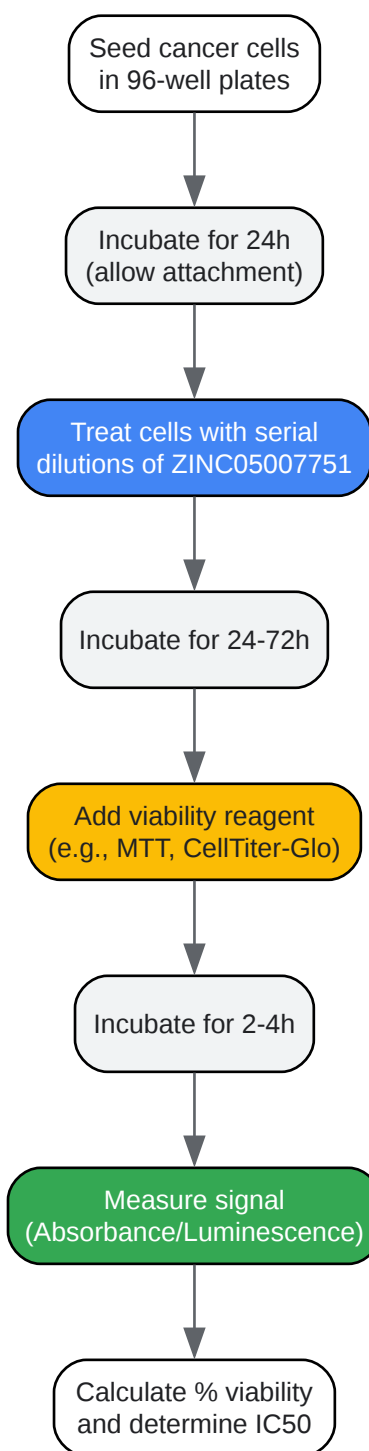 Seed cancer cells
in 96-well plates
Incubate for 24h
(allow attachment)
Treat cells with serial
dilutions of ZINC05007751
Incubate for 24-72h
Add viability reagent
(e.g., MTT, CellTiter-Glo)
Incubate for 2-4h
Measure signal
(Absorbance/Luminescence)
Calculate % viability
and determine IC50